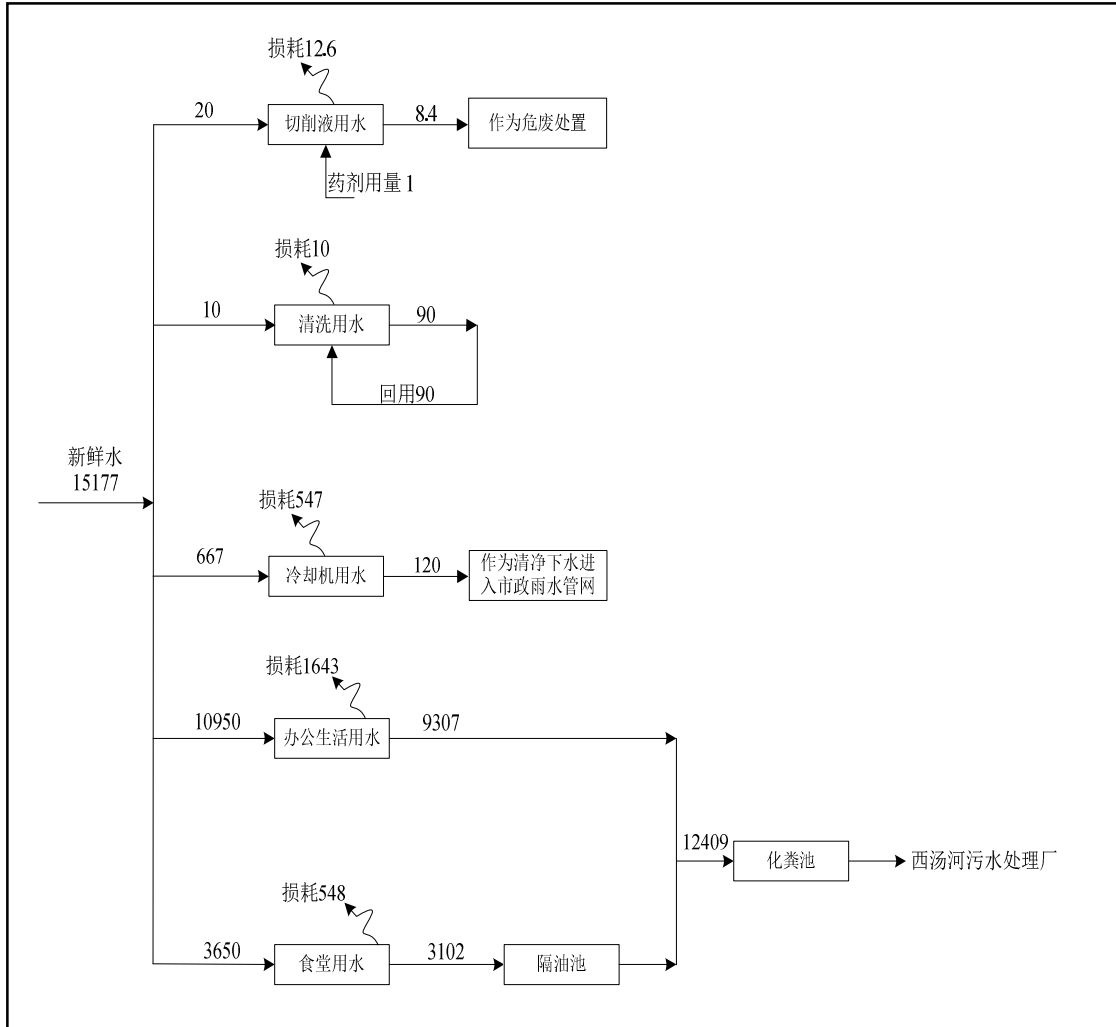 损耗12.6
20
切削液用水
8.4
作为危废处置
药剂用量 1
损耗10
10
清洗用水
90
回用90
新鲜水
15177
损耗547
667
冷却机用水
120
作为清净下水进
入市政雨水管网
损耗1643
10950
办公生活用水
9307
12409
化粪池
西汤河污水处理厂
损耗548
3650
食堂用水
3102
隔油池